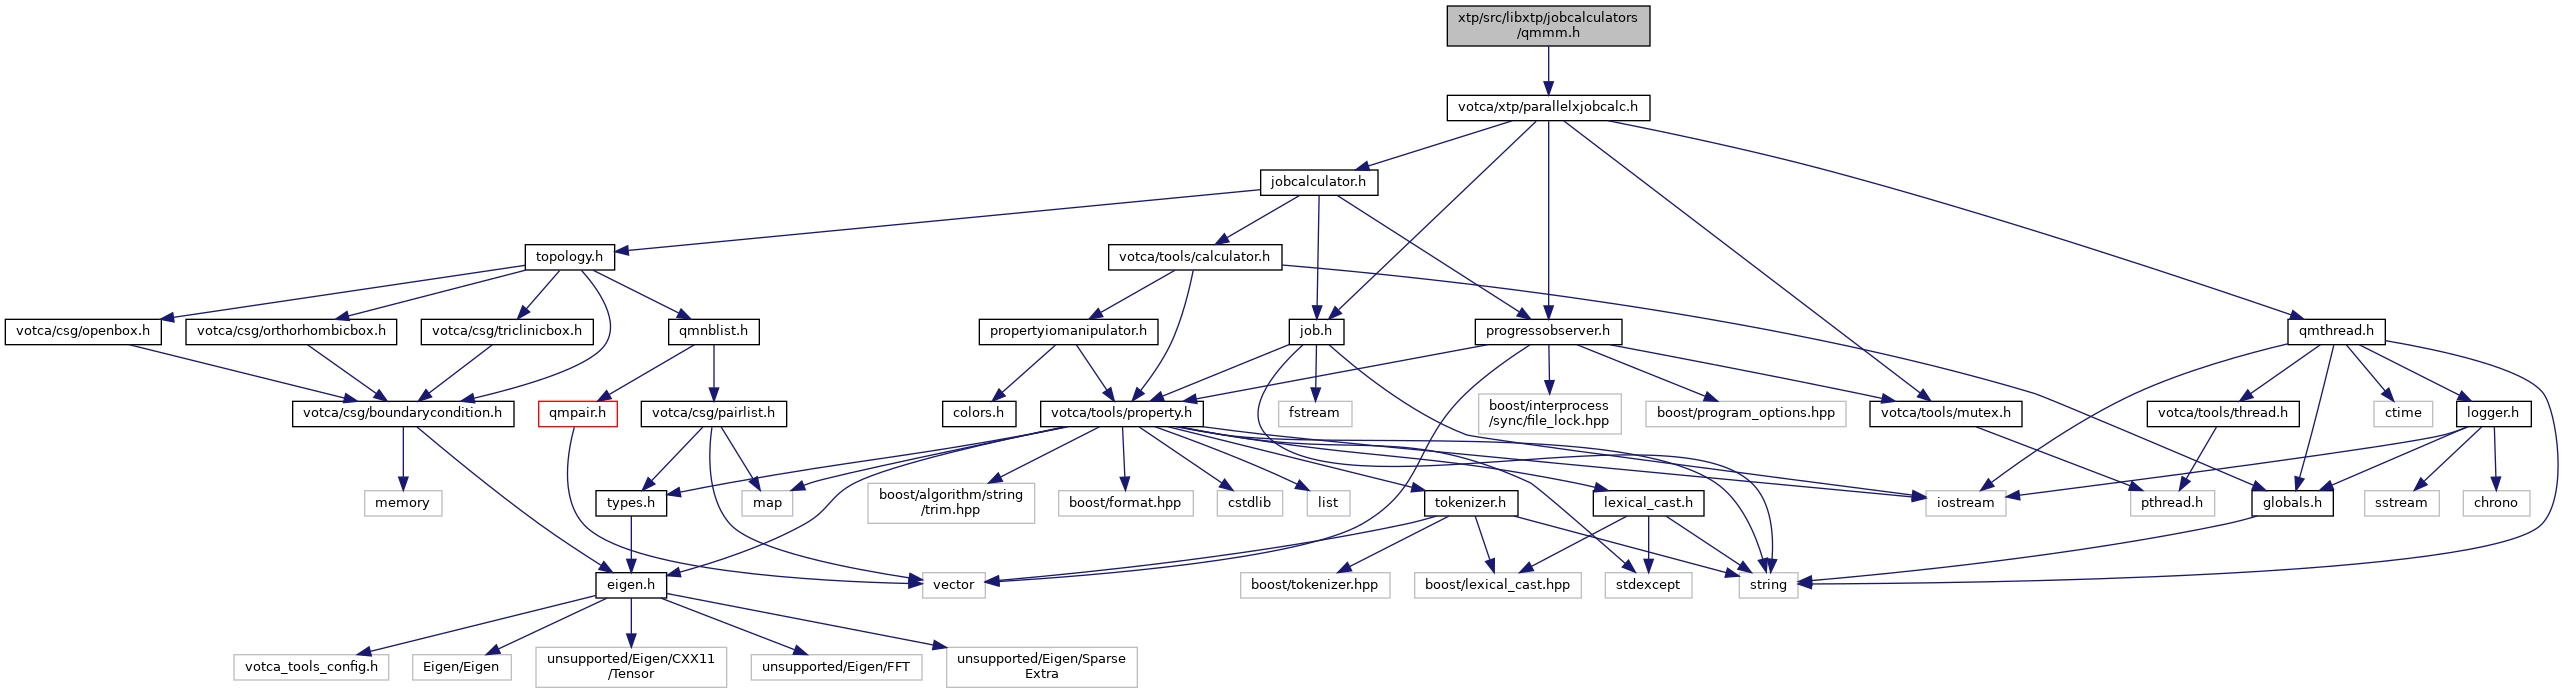 xtp/src/libxtp/jobcalculators
/qmmm.h
votca/xtp/parallelxjobcalc.h
jobcalculator.h
topology.h
votca/tools/calculator.h
votca/csg/openbox.h
votca/csg/orthorhombicbox.h
votca/csg/triclinicbox.h
qmnblist.h
propertyiomanipulator.h
job.h
progressobserver.h
qmthread.h
votca/csg/boundarycondition.h
qmpair.h
votca/csg/pairlist.h
colors.h
votca/tools/property.h
fstream
boost/interprocess
/sync/file_lock.hpp
boost/program_options.hpp
votca/tools/mutex.h
votca/tools/thread.h
ctime
logger.h
memory
types.h
map
boost/algorithm/string
/trim.hpp
boost/format.hpp
cstdlib
list
tokenizer.h
lexical_cast.h
iostream
pthread.h
globals.h
sstream
chrono
eigen.h
vector
boost/tokenizer.hpp
boost/lexical_cast.hpp
stdexcept
string
votca_tools_config.h
Eigen/Eigen
unsupported/Eigen/CXX11
/Tensor
unsupported/Eigen/FFT
unsupported/Eigen/Sparse
Extra